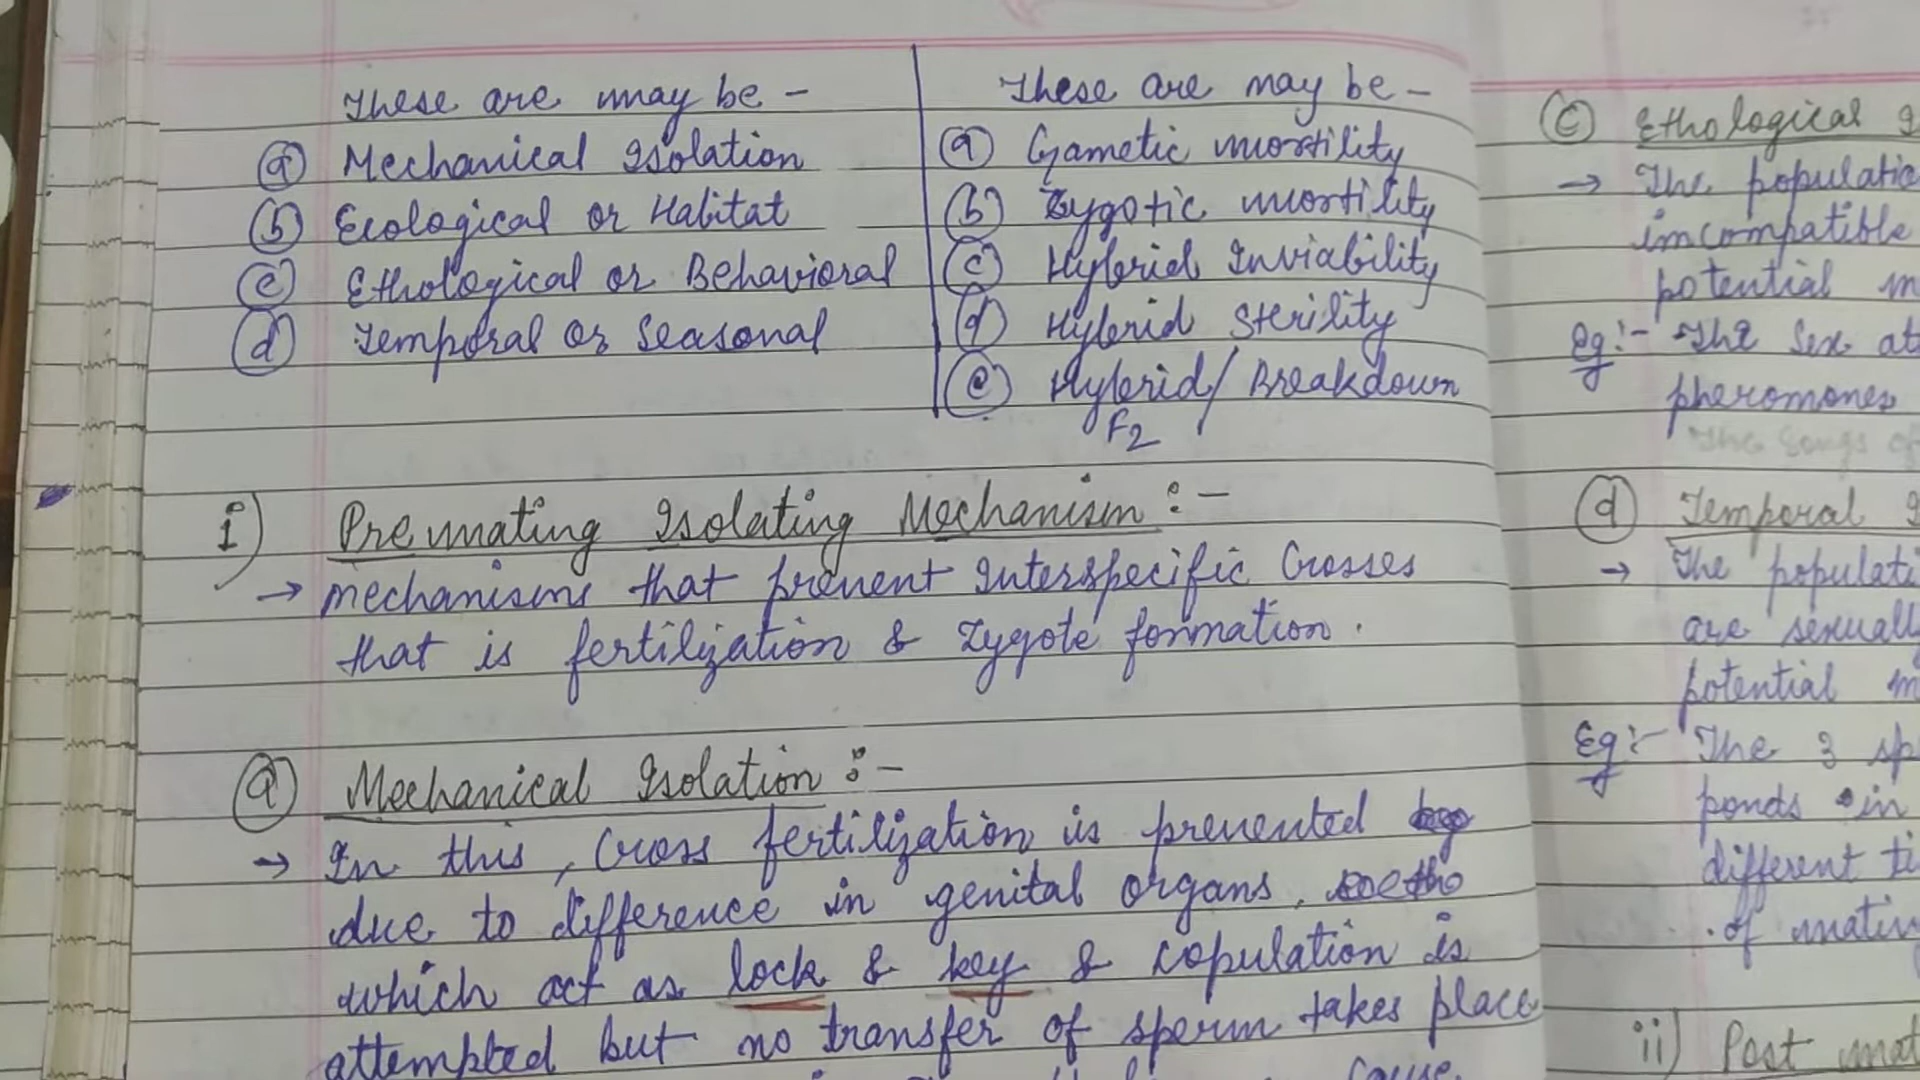 These are may be -
(a) Mechanical Isolation
(b) Ecological or Habitat
(c) Ethological or Behavioral
(d) Temporal or Seasonal
These are may be -
(a) Gametic mortility
(b) Zygotic mortility
(c) Hybrid Inviability
(d) Hybrid Sterility
(e) Hybrid/Breakdown
F2
i) Premating Isolating Mechanism :-
→ mechanisms that prevent Interspecific Crosses
that is fertilization & Zygote formation.
(a) Mechanical Isolation :-
→ In this, Cross fertilization is prevented
due to difference in genital organs,
which act as lock & key & copulation is
attempted but no transfer of sperm takes place
cause.
(C) Ethological I
→ The populatio
incompatible
potential m
Eg:- The Sex at
pheromones
The Songs of
(d) Temporal I
→ The populati
are sexuall
potential m
Eg:- The 3 sp
ponds in
different ti
of matin
ii) Post mat